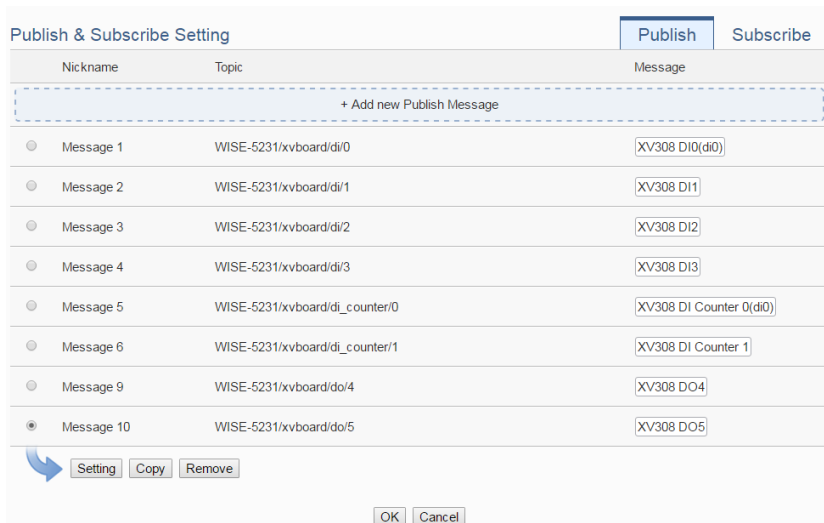 Publish & Subscribe Setting Publish Subscribe
Nickname Topic Message
+ Add new Publish Message
Message 1 WISE-5231/xvboard/di/0 XV308 DI0(di0)
Message 2 WISE-5231/xvboard/di/1 XV308 DI1
Message 3 WISE-5231/xvboard/di/2 XV308 DI2
Message 4 WISE-5231/xvboard/di/3 XV308 DI3
Message 5 WISE-5231/xvboard/di_counter/0 XV308 DI Counter 0(di0)
Message 6 WISE-5231/xvboard/di_counter/1 XV308 DI Counter 1
Message 9 WISE-5231/xvboard/do/4 XV308 DO4
Message 10 WISE-5231/xvboard/do/5 XV308 DO5
Setting Copy Remove
OK Cancel